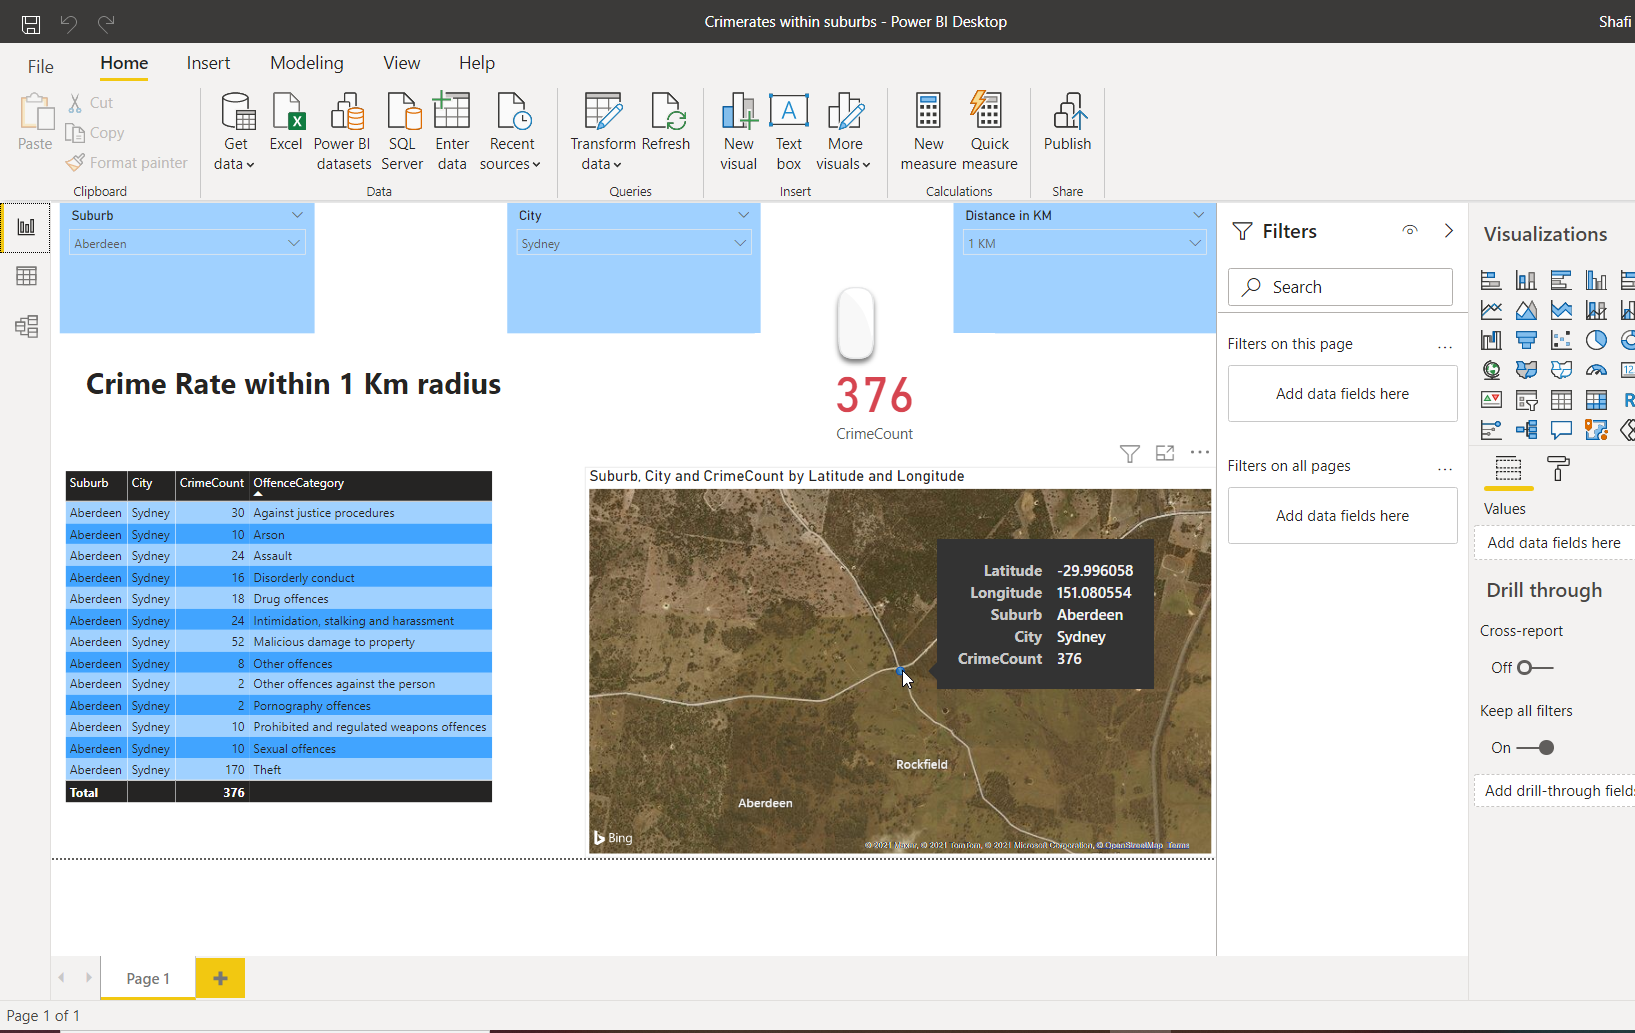 Crimerates within suburbs - Power BI Desktop
Shafi
File
Home
Insert
Modeling
View
Help
Paste
Cut
Copy
Format painter
Clipboard
Get data
Excel
Power BI datasets
SQL Server
Enter data
Recent sources
Data
Transform data
Refresh
Queries
New visual
Text box
More visuals
Insert
New measure
Quick measure
Calculations
Publish
Share
Suburb
Aberdeen
City
Sydney
Distance in KM
1 KM
Crime Rate within 1 Km radius
376
CrimeCount
Suburb City CrimeCount OffenceCategory
Aberdeen Sydney 30 Against justice procedures
Aberdeen Sydney 10 Arson
Aberdeen Sydney 24 Assault
Aberdeen Sydney 16 Disorderly conduct
Aberdeen Sydney 18 Drug offences
Aberdeen Sydney 24 Intimidation, stalking and harassment
Aberdeen Sydney 52 Malicious damage to property
Aberdeen Sydney 8 Other offences
Aberdeen Sydney 2 Other offences against the person
Aberdeen Sydney 2 Pornography offences
Aberdeen Sydney 10 Prohibited and regulated weapons offences
Aberdeen Sydney 10 Sexual offences
Aberdeen Sydney 170 Theft
Total 376
Suburb, City and CrimeCount by Latitude and Longitude
Latitude -29.996058
Longitude 151.080554
Suburb Aberdeen
City Sydney
CrimeCount 376
Rockfield
Aberdeen
Bing
© 2021 Maxar, © 2021 TomTom, © 2021 Microsoft Corporation, © OpenStreetMap Terms
Filters
Search
Filters on this page
...
Add data fields here
Filters on all pages
...
Add data fields here
Visualizations
Values
Add data fields here
Drill through
Cross-report
Off
Keep all filters
On
Add drill-through fields
Page 1
Page 1 of 1